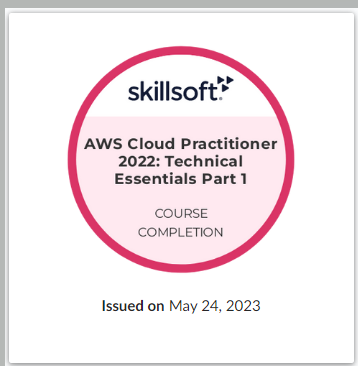 skillsoft
AWS Cloud Practitioner
2022: Technical
Essentials Part 1
COURSE
COMPLETION
Issued on May 24, 2023